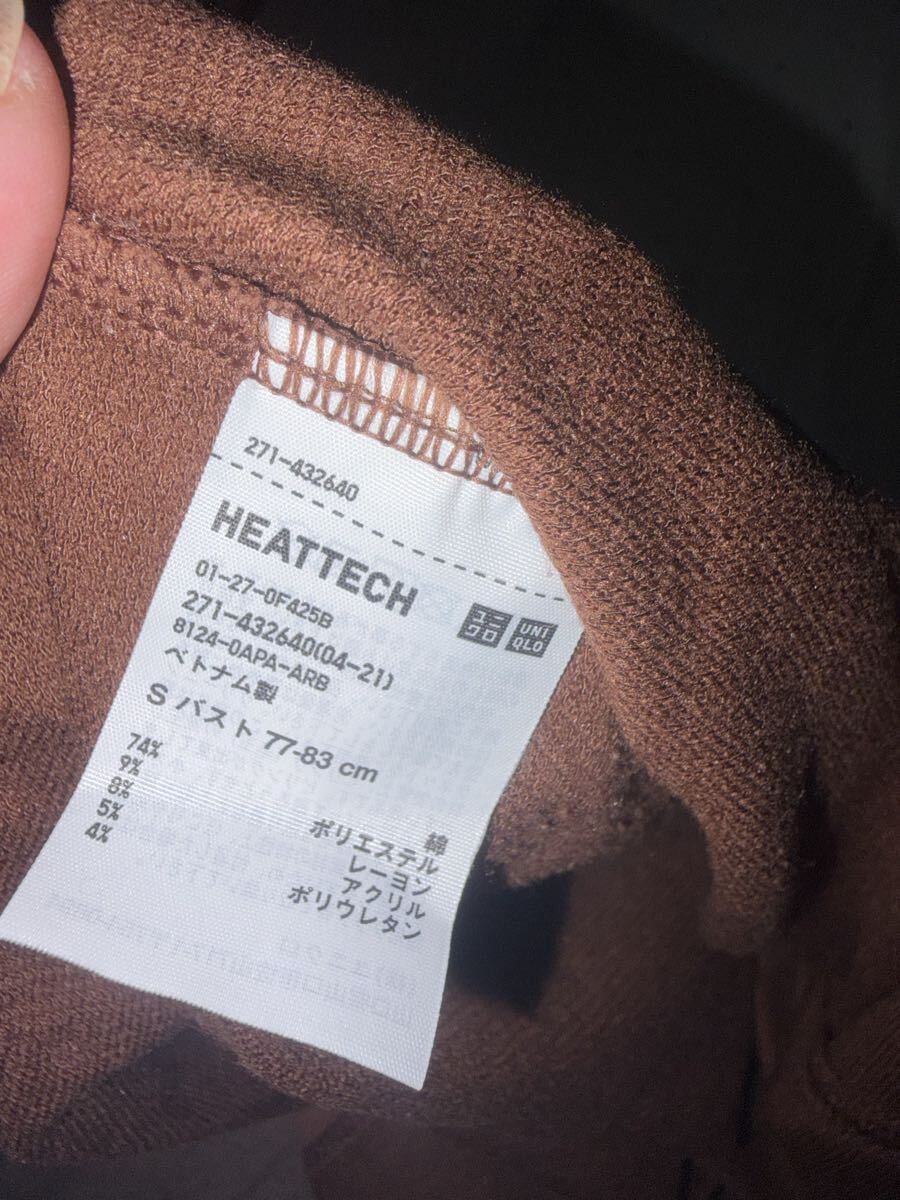 271-432640
HEATTECH
ユニクロ
UNIQLO
01-27-0F425B
271-432640(04-21)
8124-0APA-ARB
ベトナム製
S バスト 77-83 cm
74% 綿
9% ポリエステル
8% レーヨン
5% アクリル
4% ポリウレタン